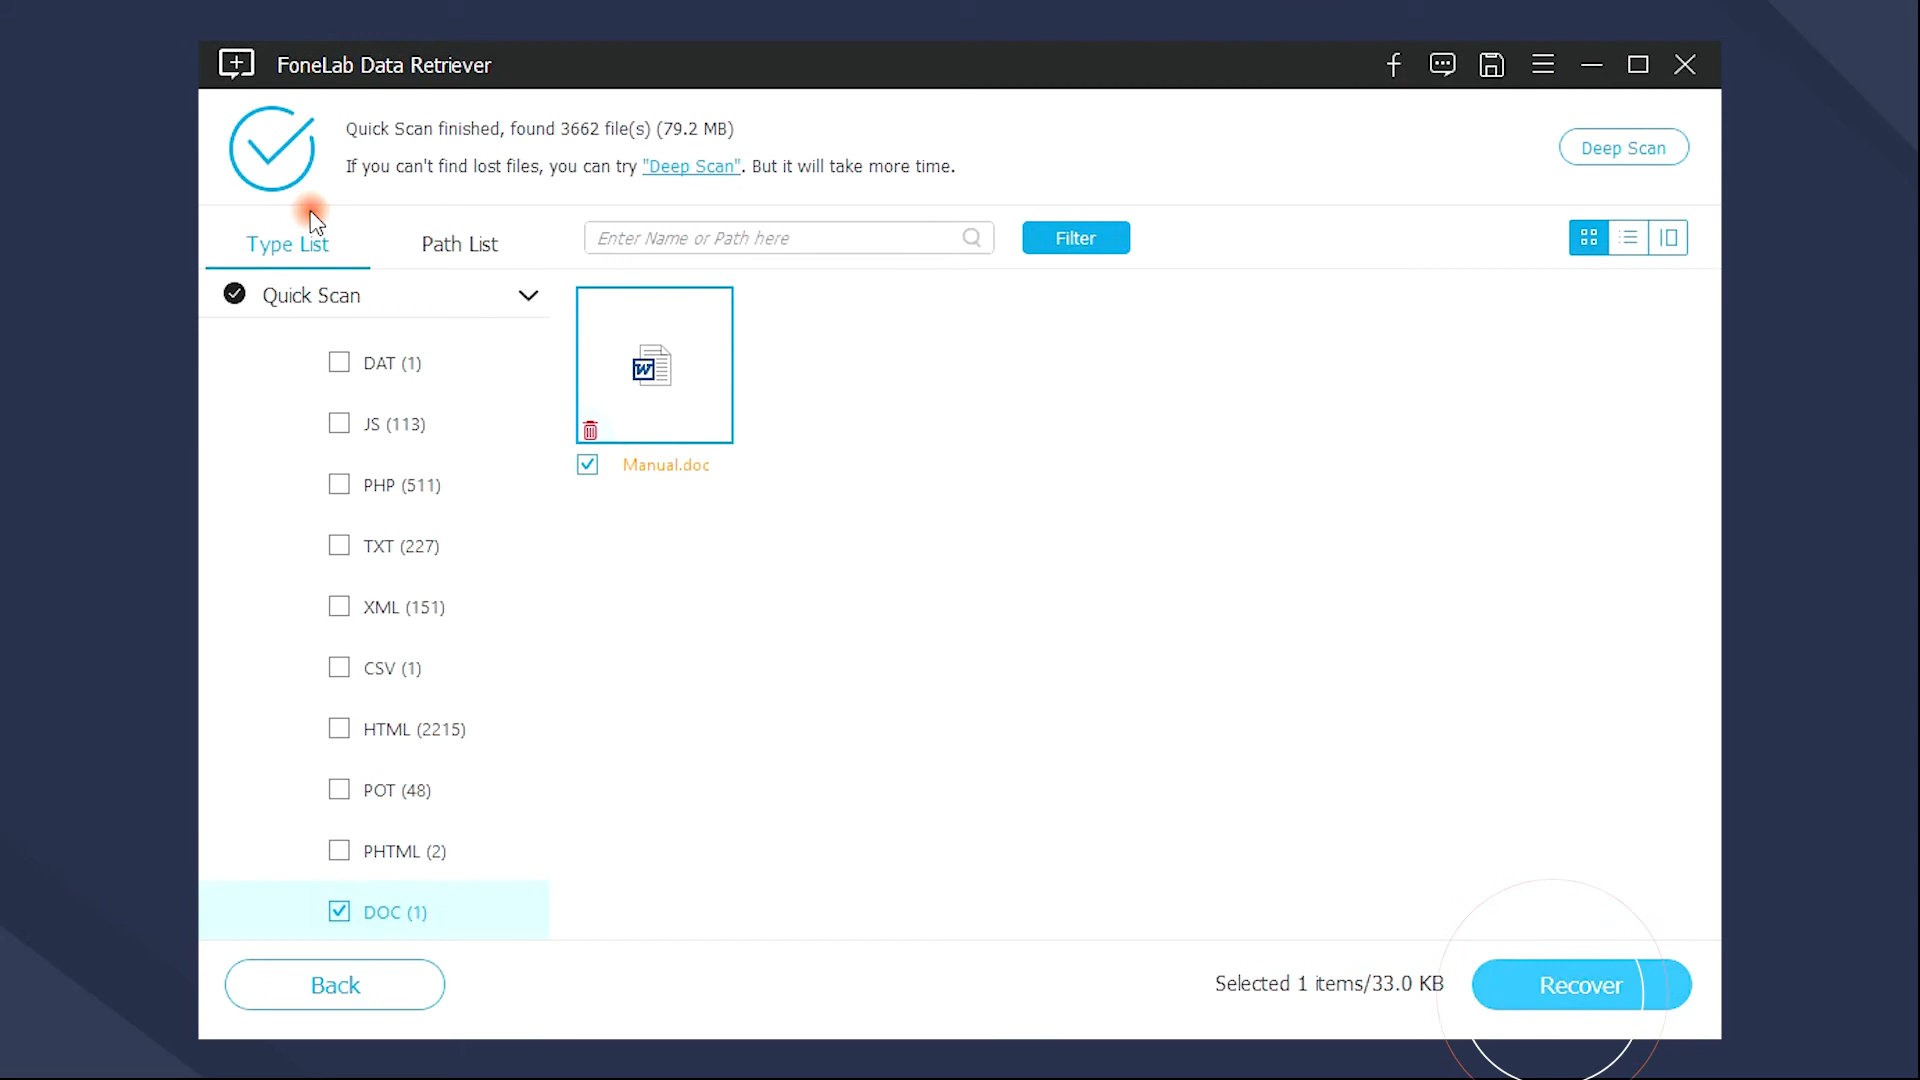 FoneLab Data Retriever
Quick Scan finished, found 3662 file(s) (79.2 MB)
If you can't find lost files, you can try "Deep Scan". But it will take more time.
Deep Scan
Type List
Path List
Enter Name or Path here
Filter
Quick Scan
DAT (1)
JS (113)
PHP (511)
TXT (227)
XML (151)
CSV (1)
HTML (2215)
POT (48)
PHTML (2)
DOC (1)
W
Manual.doc
Back
Selected 1 items/33.0 KB
Recover